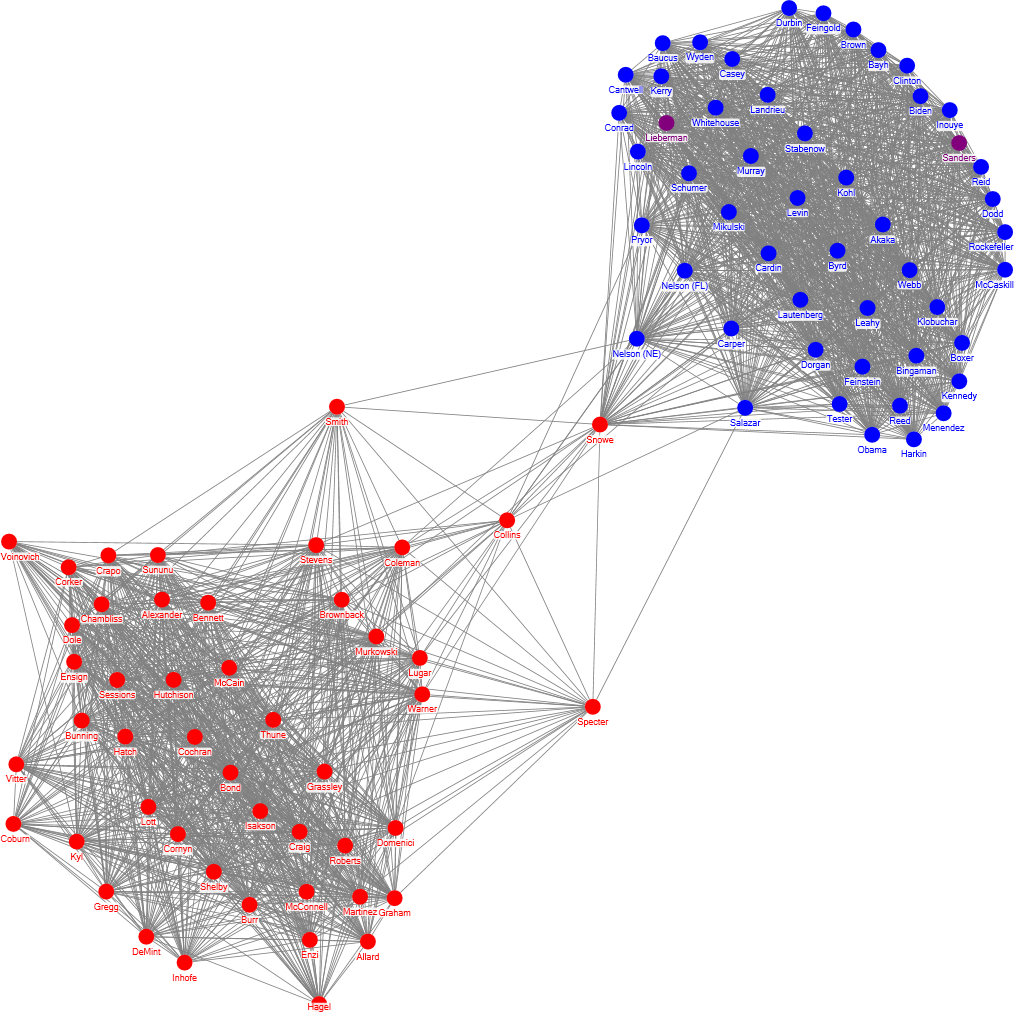 Durbin
Feingold
Brown
Baucus
Wyden
Casey
Bayh
Clinton
Cantwell
Kerry
Landrieu
Biden
Conrad
Whitehouse
Inouye
Lieberman
Stabenow
Sanders
Lincoln
Schumer
Murray
Kohl
Reid
Levin
Dodd
Mikulski
Pryor
Akaka
Rockefeller
Nelson (FL)
Cardin
Byrd
Webb
McCaskill
Lautenberg
Leahy
Klobuchar
Nelson (NE)
Carper
Dorgan
Feinstein
Bingaman
Boxer
Kennedy
Smith
Snowe
Salazar
Tester
Reed
Menendez
Obama
Harkin
Collins
Voinovich
Corker
Crapo
Sununu
Stevens
Coleman
Chambliss
Alexander
Bennett
Brownback
Dole
Murkowski
Ensign
Sessions
Hutchison
McCain
Lugar
Warner
Specter
Bunning
Hatch
Cochran
Thune
Vitter
Bond
Grassley
Coburn
Lott
Isakson
Kyl
Cornyn
Craig
Roberts
Domenici
Shelby
Gregg
Burr
McConnell
Martinez
Graham
DeMint
Inhofe
Enzi
Allard
Hagel